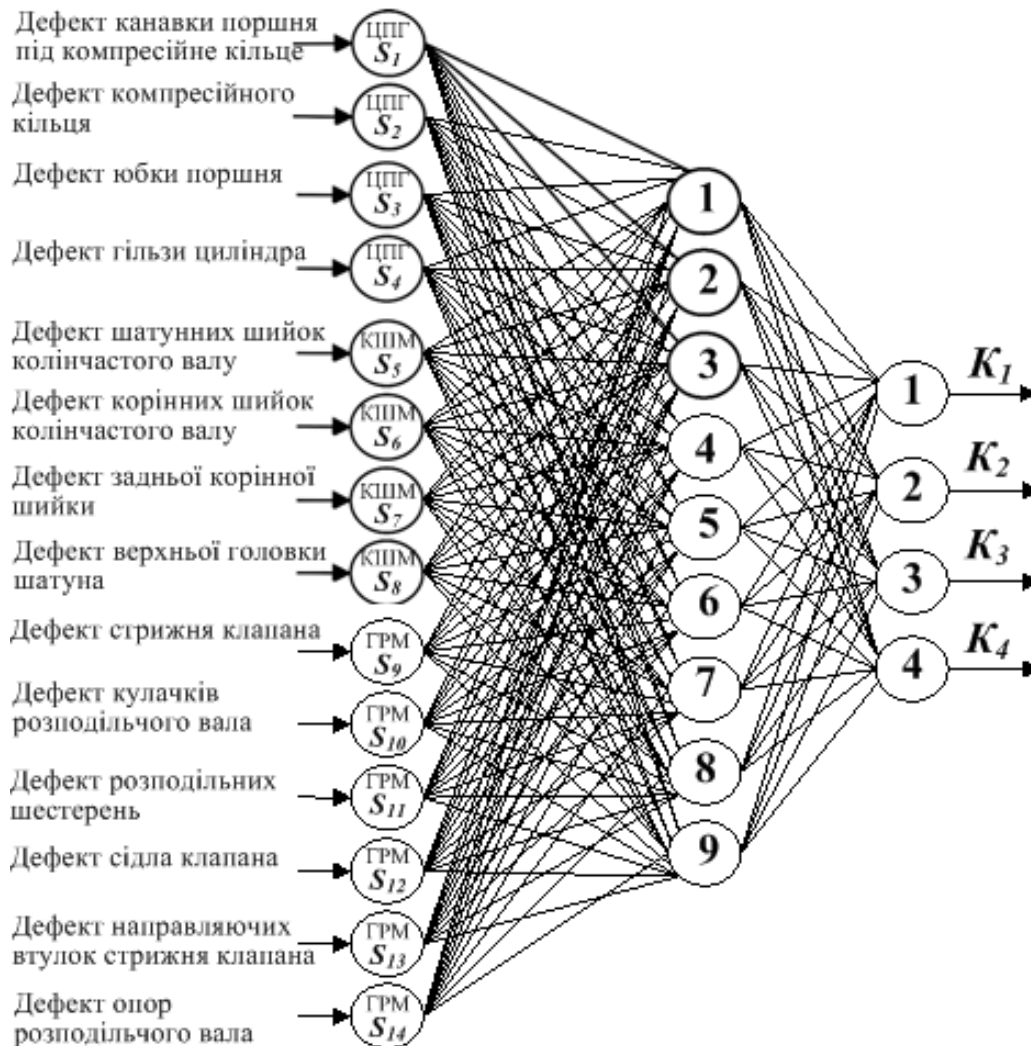 Дефект канавки поршня
під компресійне кільце
ЦПГ
S1
Дефект компресійного
кільця
ЦПГ
S2
Дефект юбки поршня
ЦПГ
S3
Дефект гільзи циліндра
ЦПГ
S4
Дефект шатунних шийок
колінчастого валу
КШМ
S5
Дефект корінних шийок
колінчастого валу
КШМ
S6
Дефект задньої корінної
шийки
КШМ
S7
Дефект верхньої головки
шатуна
КШМ
S8
Дефект стрижня клапана
ГРМ
S9
Дефект кулачків
розподільчого вала
ГРМ
S10
Дефект розподільних
шестерень
ГРМ
S11
Дефект сідла клапана
ГРМ
S12
Дефект направляючих
втулок стрижня клапана
ГРМ
S13
Дефект опор
розподільчого вала
ГРМ
S14
1
2
3
4
5
6
7
8
9
1
2
3
4
К1
К2
К3
К4